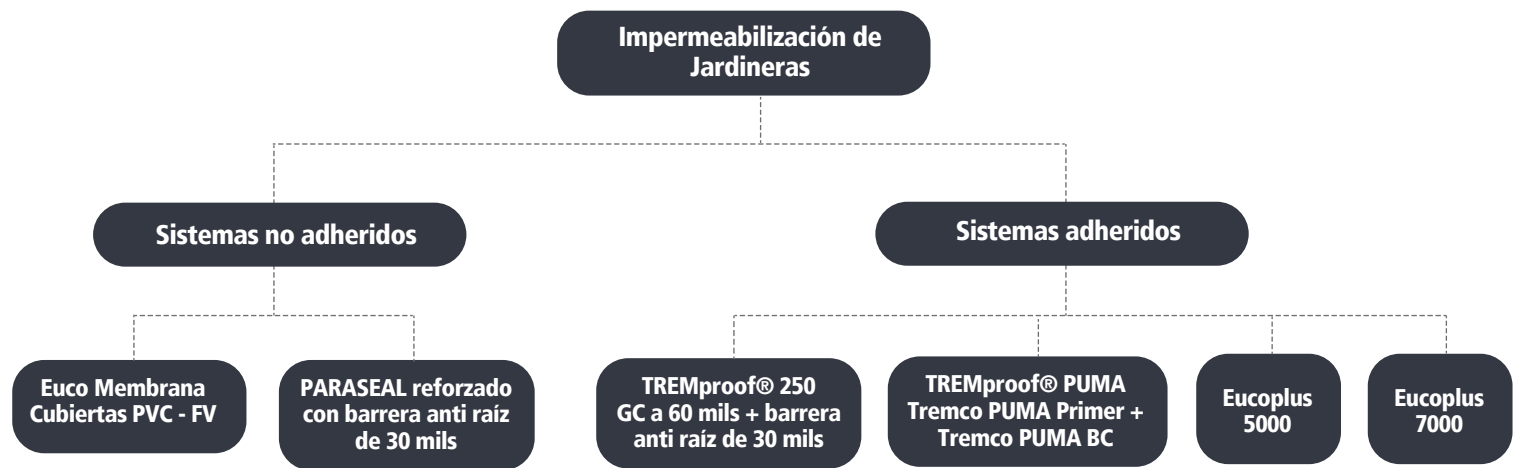 Impermeabilización de
Jardineras
Sistemas no adheridos
Sistemas adheridos
Euco Membrana
Cubiertas PVC - FV
PARASEAL reforzado
con barrera anti raíz
de 30 mils
TREMproof® 250
GC a 60 mils + barrera
anti raíz de 30 mils
TREMproof® PUMA
Tremco PUMA Primer +
Tremco PUMA BC
Eucoplus
5000
Eucoplus
7000